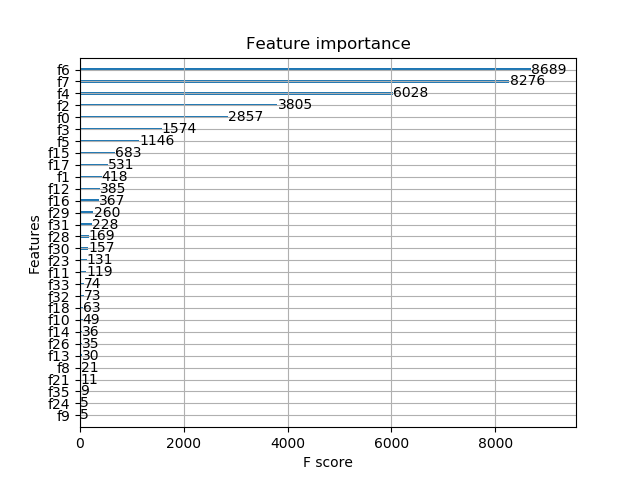 Feature importance
f6 8689
f7 8276
f4 6028
f2 3805
f0 2857
f3 1574
f5 1146
f15 683
f17 531
f1 418
f12 385
f16 367
f29 260
f31 228
f28 169
f30 157
f23 131
f11 119
f33 74
f32 73
f18 63
f10 49
f14 36
f26 35
f13 30
f8 21
f21 11
f35 9
f24 5
f9 5
Features
0 2000 4000 6000 8000
F score